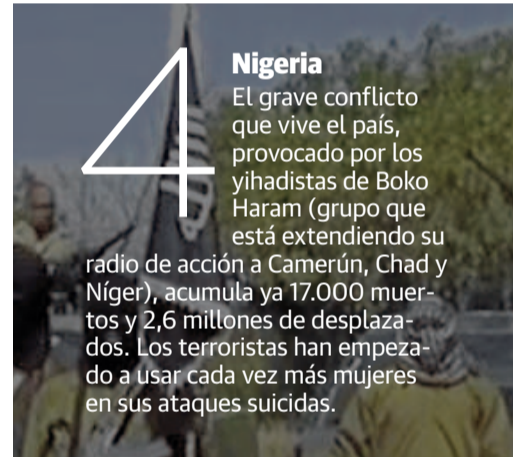 4
Nigeria
El grave conflicto
que vive el país,
provocado por los
yihadistas de Boko
Haram (grupo que
está extendiendo su
radio de acción a Camerún, Chad y
Níger), acumula ya 17.000 muer-
tos y 2,6 millones de desplaza-
dos. Los terroristas han empeza-
do a usar cada vez más mujeres
en sus ataques suicidas.